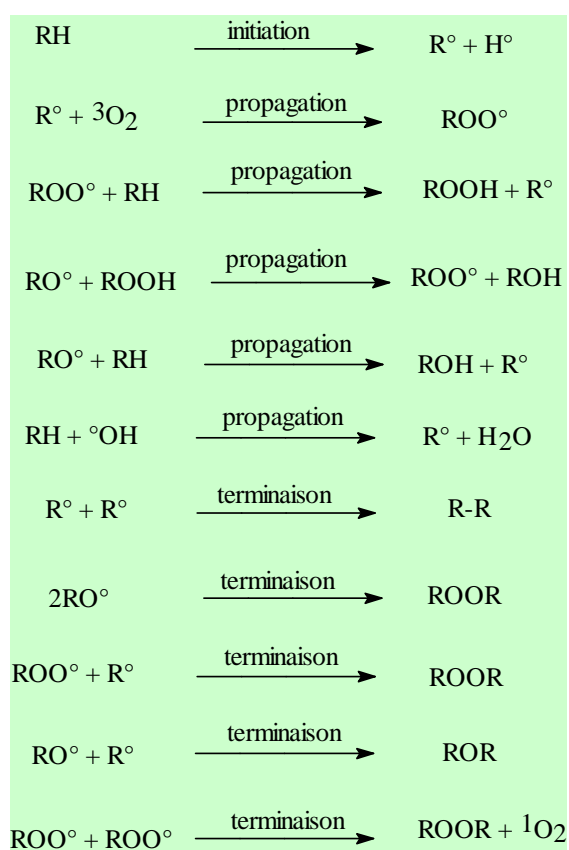 RH initiation R° + H°
R° + ³O₂ propagation ROO°
ROO° + RH propagation ROOH + R°
RO° + ROOH propagation ROO° + ROH
RO° + RH propagation ROH + R°
RH + °OH propagation R° + H₂O
R° + R° terminaison R-R
2RO° terminaison ROOR
ROO° + R° terminaison ROOR
RO° + R° terminaison ROR
ROO° + ROO° terminaison ROOR + ¹O₂